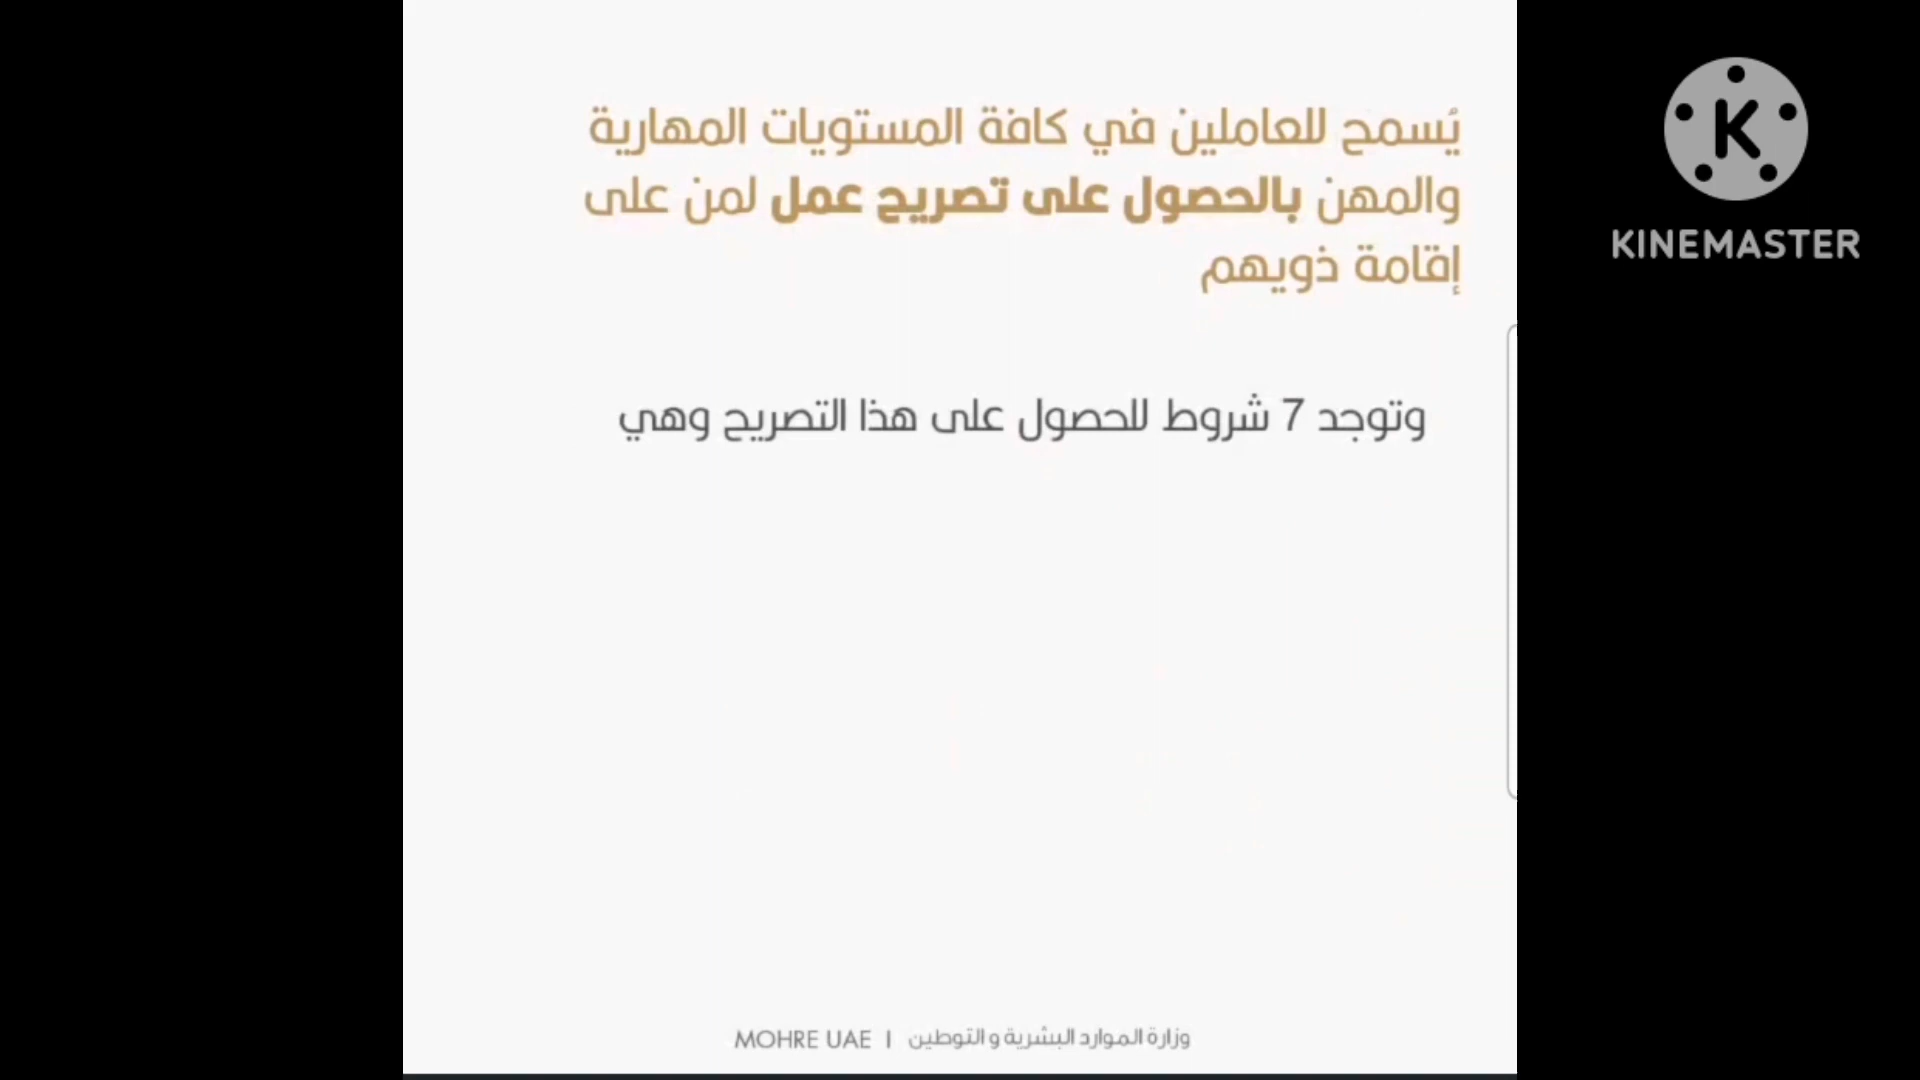 يُسمح للعاملين في كافة المستويات المهارية
والمهن بالحصول على تصريح عمل لمن على
إقامة ذويهم
وتوجد 7 شروط للحصول على هذا التصريح وهي
MOHRE UAE | وزارة الموارد البشرية و التوطين
K
KINEMASTER